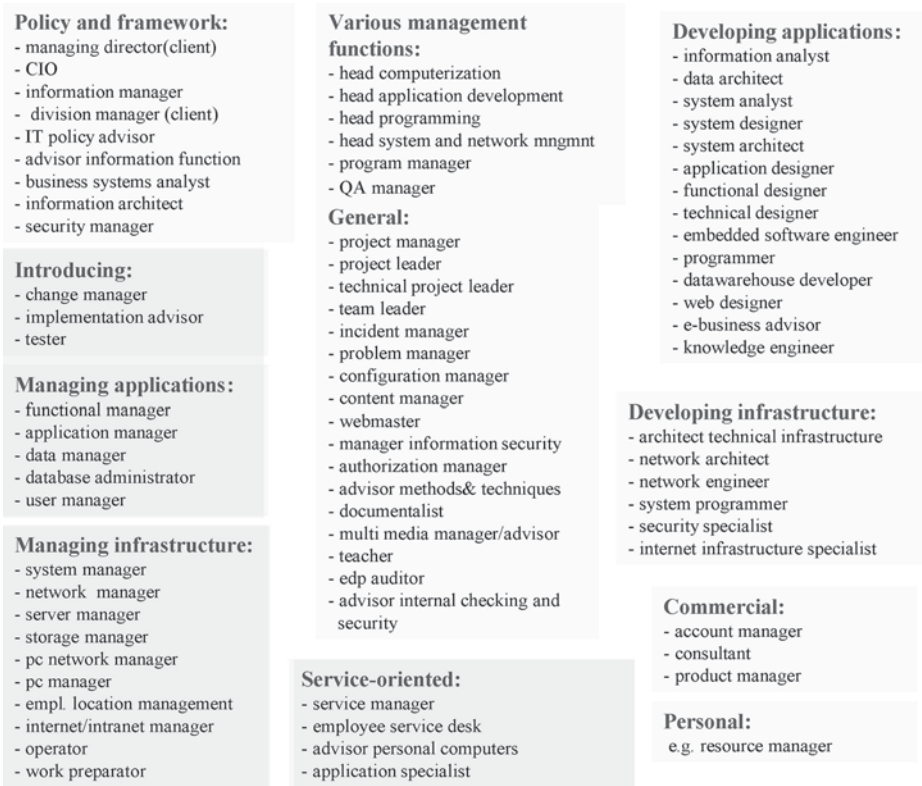 Policy and framework:
- managing director(client)
- CIO
- information manager
- division manager (client)
- IT policy advisor
- advisor information function
- business systems analyst
- information architect
- security manager
Introducing:
- change manager
- implementation advisor
- tester
Managing applications:
- functional manager
- application manager
- data manager
- database administrator
- user manager
Managing infrastructure:
- system manager
- network manager
- server manager
- storage manager
- pc network manager
- pc manager
- empl. location management
- internet/intranet manager
- operator
- work preparator
Various management
functions:
- head computerization
- head application development
- head programming
- head system and network mngmnt
- program manager
- QA manager
General:
- project manager
- project leader
- technical project leader
- team leader
- incident manager
- problem manager
- configuration manager
- content manager
- webmaster
- manager information security
- authorization manager
- advisor methods& techniques
- documentalist
- multi media manager/advisor
- teacher
- edp auditor
- advisor internal checking and
security
Service-oriented:
- service manager
- employee service desk
- advisor personal computers
- application specialist
Developing applications:
- information analyst
- data architect
- system analyst
- system designer
- system architect
- application designer
- functional designer
- technical designer
- embedded software engineer
- programmer
- datawarehouse developer
- web designer
- e-business advisor
- knowledge engineer
Developing infrastructure:
- architect technical infrastructure
- network architect
- network engineer
- system programmer
- security specialist
- internet infrastructure specialist
Commercial:
- account manager
- consultant
- product manager
Personal:
e.g. resource manager